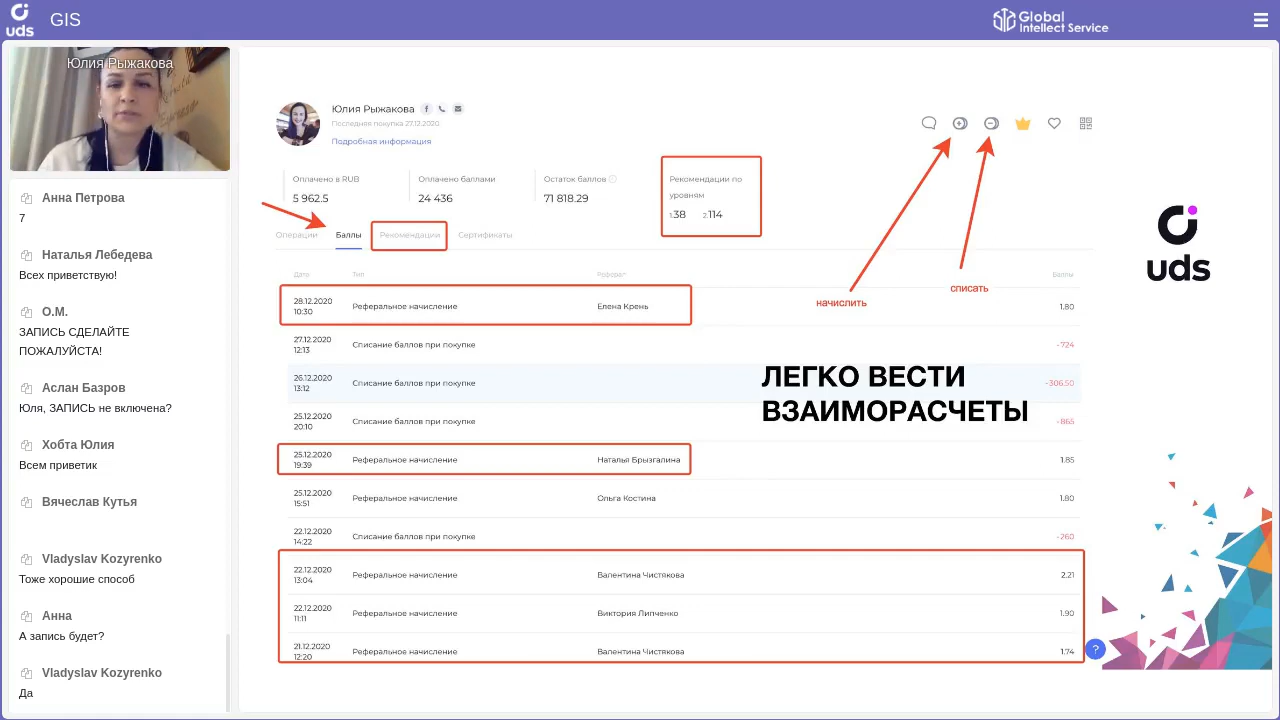 uds
GIS
Global
Intellect Service
Юлия Рыжакова
Анна Петрова
7
Наталья Лебедева
Всех приветствую!
О.М.
ЗАПИСЬ СДЕЛАЙТЕ
ПОЖАЛУЙСТА!
Аслан Базров
Юля, ЗАПИСЬ не включена?
Хобта Юлия
Всем приветик
Вячеслав Кутья
Vladyslav Kozyrenko
Тоже хорошие способ
Анна
А запись будет?
Vladyslav Kozyrenko
Да
Юлия Рыжакова
Последняя покупка 27.12.2020
Подробная информация
Оплачено в RUB
5 962.5
Оплачено баллами
24 436
Остаток баллов
71 818.29
Рекомендации по
уровням
1.38 2.114
Операции Баллы Рекомендации Сертификаты
начислить
списать
Дата Тип Реферал Баллы
28.12.2020
10:30 Реферальное начисление Елена Крень 1.80
27.12.2020
12:13 Списание баллов при покупке -724
26.12.2020
13:12 Списание баллов при покупке -306.50
25.12.2020
20:10 Списание баллов при покупке -865
25.12.2020
19:39 Реферальное начисление Наталья Брызгалина 1.85
25.12.2020
15:51 Реферальное начисление Ольга Костина 1.80
22.12.2020
14:22 Списание баллов при покупке -260
22.12.2020
13:04 Реферальное начисление Валентина Чистякова 2.21
22.12.2020
11:11 Реферальное начисление Виктория Липченко 1.90
21.12.2020
12:20 Реферальное начисление Валентина Чистякова 1.74
ЛЕГКО ВЕСТИ
ВЗАИМОРАСЧЕТЫ
uds
?